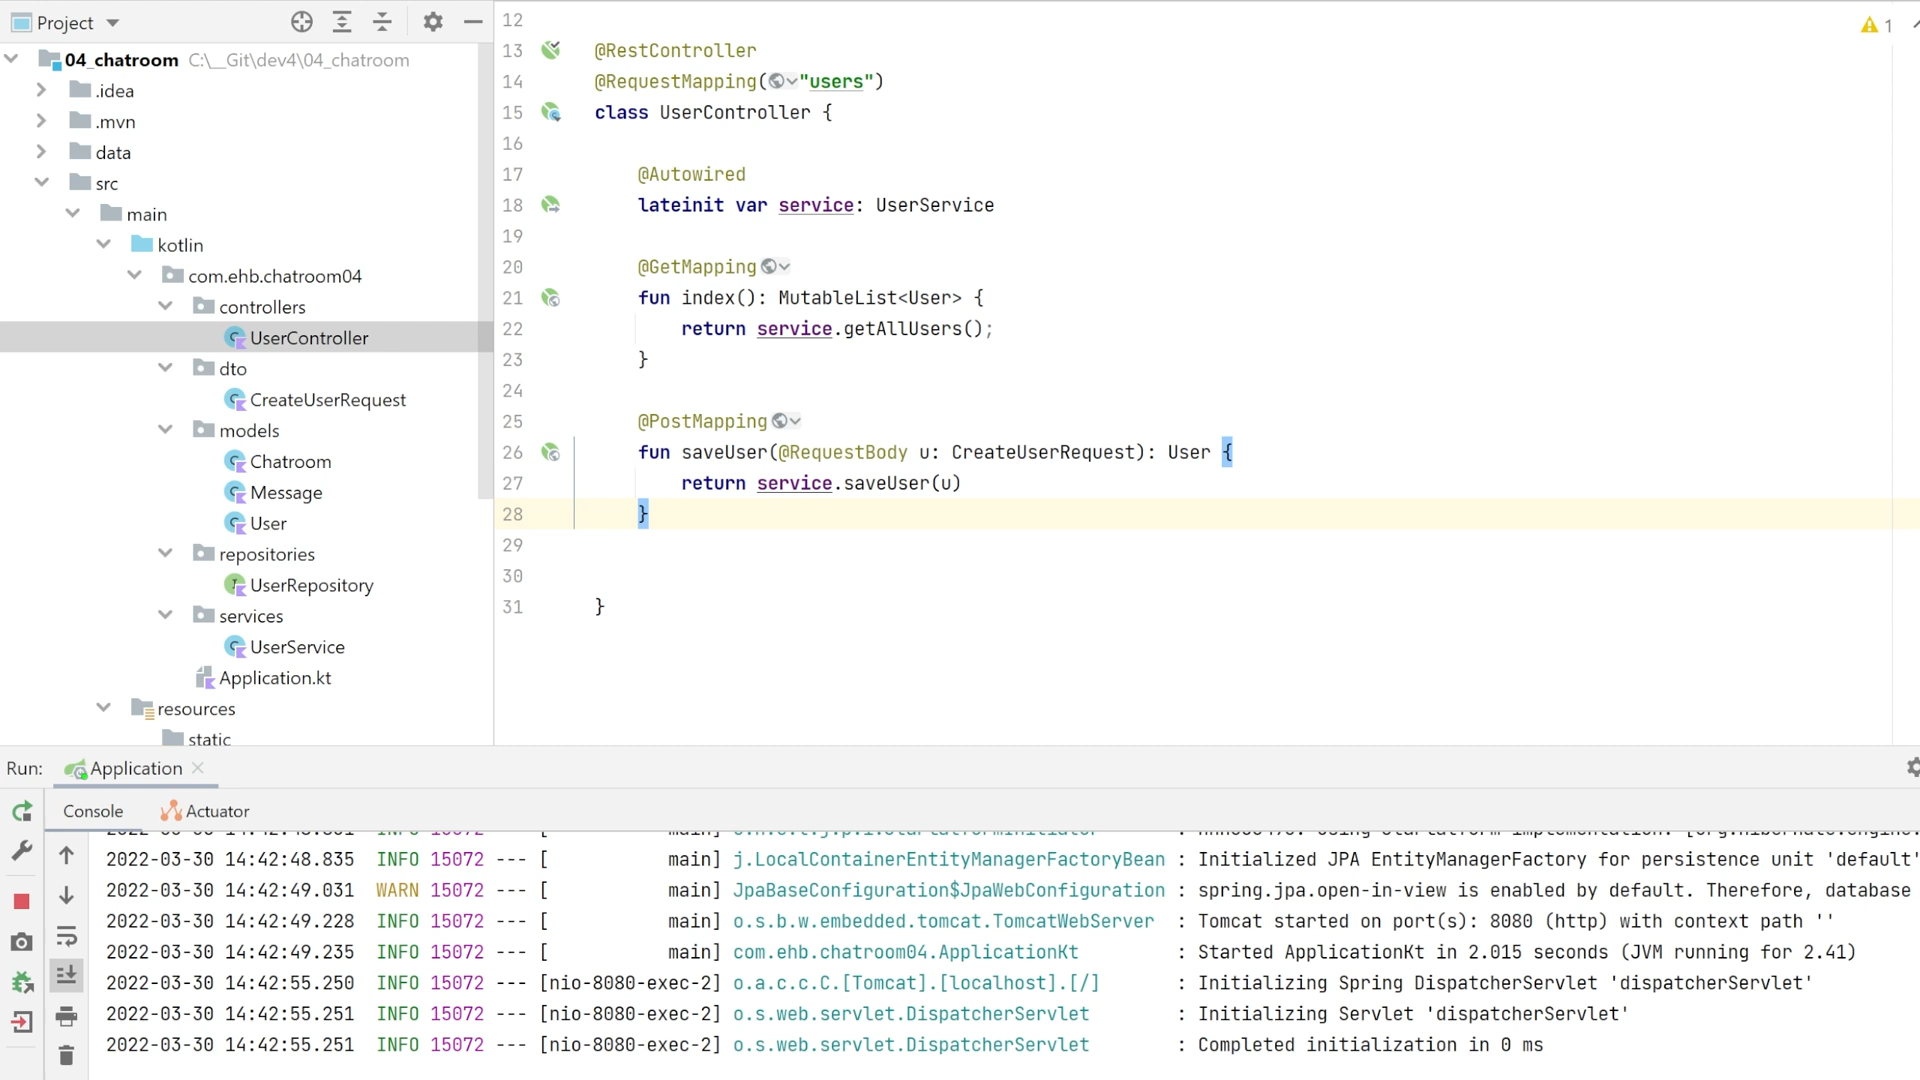 Project
04_chatroom C:\__Git\dev4\04_chatroom
.idea
.mvn
data
src
main
kotlin
com.ehb.chatroom04
controllers
UserController
dto
CreateUserRequest
models
Chatroom
Message
User
repositories
UserRepository
services
UserService
Application.kt
resources
static
1
12
13 @RestController
14 @RequestMapping("users")
15 class UserController {
16
17 @Autowired
18 lateinit var service: UserService
19
20 @GetMapping
21 fun index(): MutableList<User> {
22 return service.getAllUsers();
23 }
24
25 @PostMapping
26 fun saveUser(@RequestBody u: CreateUserRequest): User {
27 return service.saveUser(u)
28 }
29
30
31 }
Run: Application
Console Actuator
2022-03-30 14:42:48.835 INFO 15072 --- [ main] j.LocalContainerEntityManagerFactoryBean : Initialized JPA EntityManagerFactory for persistence unit 'default'
2022-03-30 14:42:49.031 WARN 15072 --- [ main] JpaBaseConfiguration$JpaWebConfiguration : spring.jpa.open-in-view is enabled by default. Therefore, database
2022-03-30 14:42:49.228 INFO 15072 --- [ main] o.s.b.w.embedded.tomcat.TomcatWebServer : Tomcat started on port(s): 8080 (http) with context path ''
2022-03-30 14:42:49.235 INFO 15072 --- [ main] com.ehb.chatroom04.ApplicationKt : Started ApplicationKt in 2.015 seconds (JVM running for 2.41)
2022-03-30 14:42:55.250 INFO 15072 --- [nio-8080-exec-2] o.a.c.c.C.[Tomcat].[localhost].[/] : Initializing Spring DispatcherServlet 'dispatcherServlet'
2022-03-30 14:42:55.251 INFO 15072 --- [nio-8080-exec-2] o.s.web.servlet.DispatcherServlet : Initializing Servlet 'dispatcherServlet'
2022-03-30 14:42:55.251 INFO 15072 --- [nio-8080-exec-2] o.s.web.servlet.DispatcherServlet : Completed initialization in 0 ms